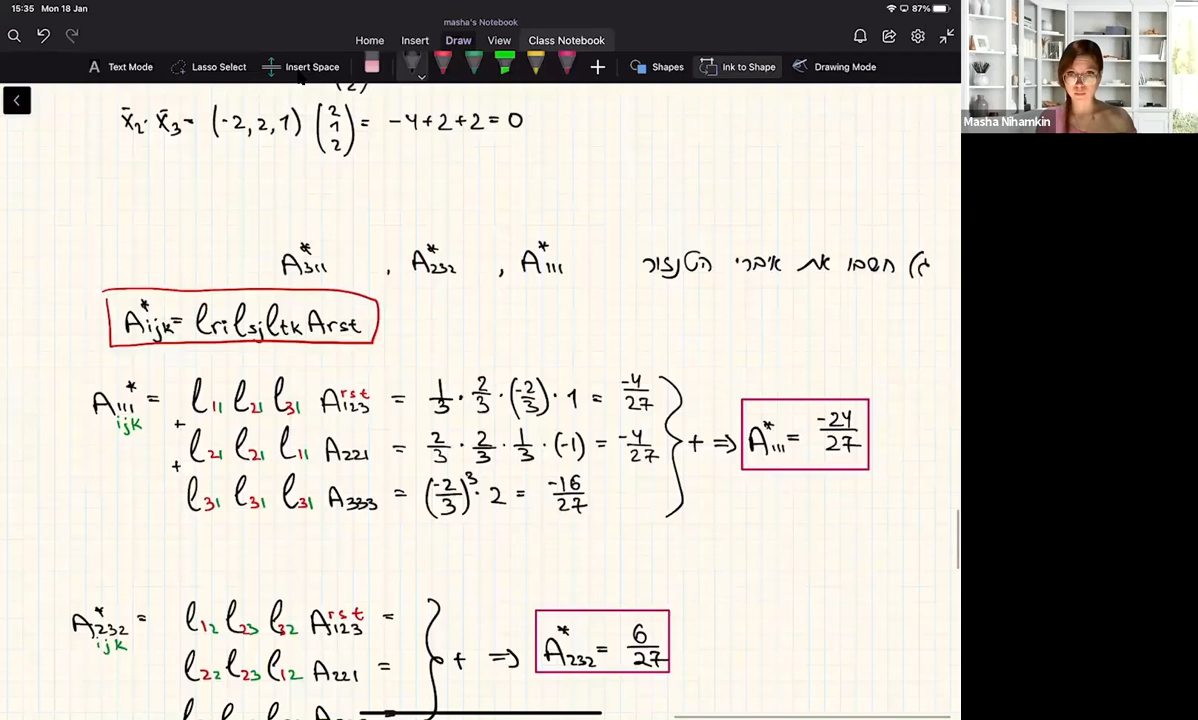 15:35 Mon 18 Jan
87%
masha's Notebook
Home Insert Draw View Class Notebook
Text Mode Lasso Select Insert Space Shapes Ink to Shape Drawing Mode
Masha Nihamkin
x̄₂·x̄₃= (-2,2,1) (2 1 2) = -4+2+2=0
ג) חשבו את איברי הטנזור A*₁₁₁ , A*₂₃₂ , A*₃₁₁
A*ijk= lri lsj ltk Arst
A*₁₁₁ = l₁₁ l₂₁ l₃₁ A₁₂₃ rst = 1/3 · 2/3 · (-2/3) · 1 = -4/27
ijk
+ l₂₁ l₂₁ l₁₁ A₂₂₁ = 2/3 · 2/3 · 1/3 · (-1) = -4/27 } + ⇒ A*₁₁₁ = -24/27
+ l₃₁ l₃₁ l₃₁ A₃₃₃ = (-2/3)³ · 2 = -16/27
A*₂₃₂ = l₁₂ l₂₃ l₃₂ A₁₂₃ rst =
ijk
l₂₂ l₂₃ l₁₂ A₂₂₁ = } + ⇒ A*₂₃₂ = 6/27